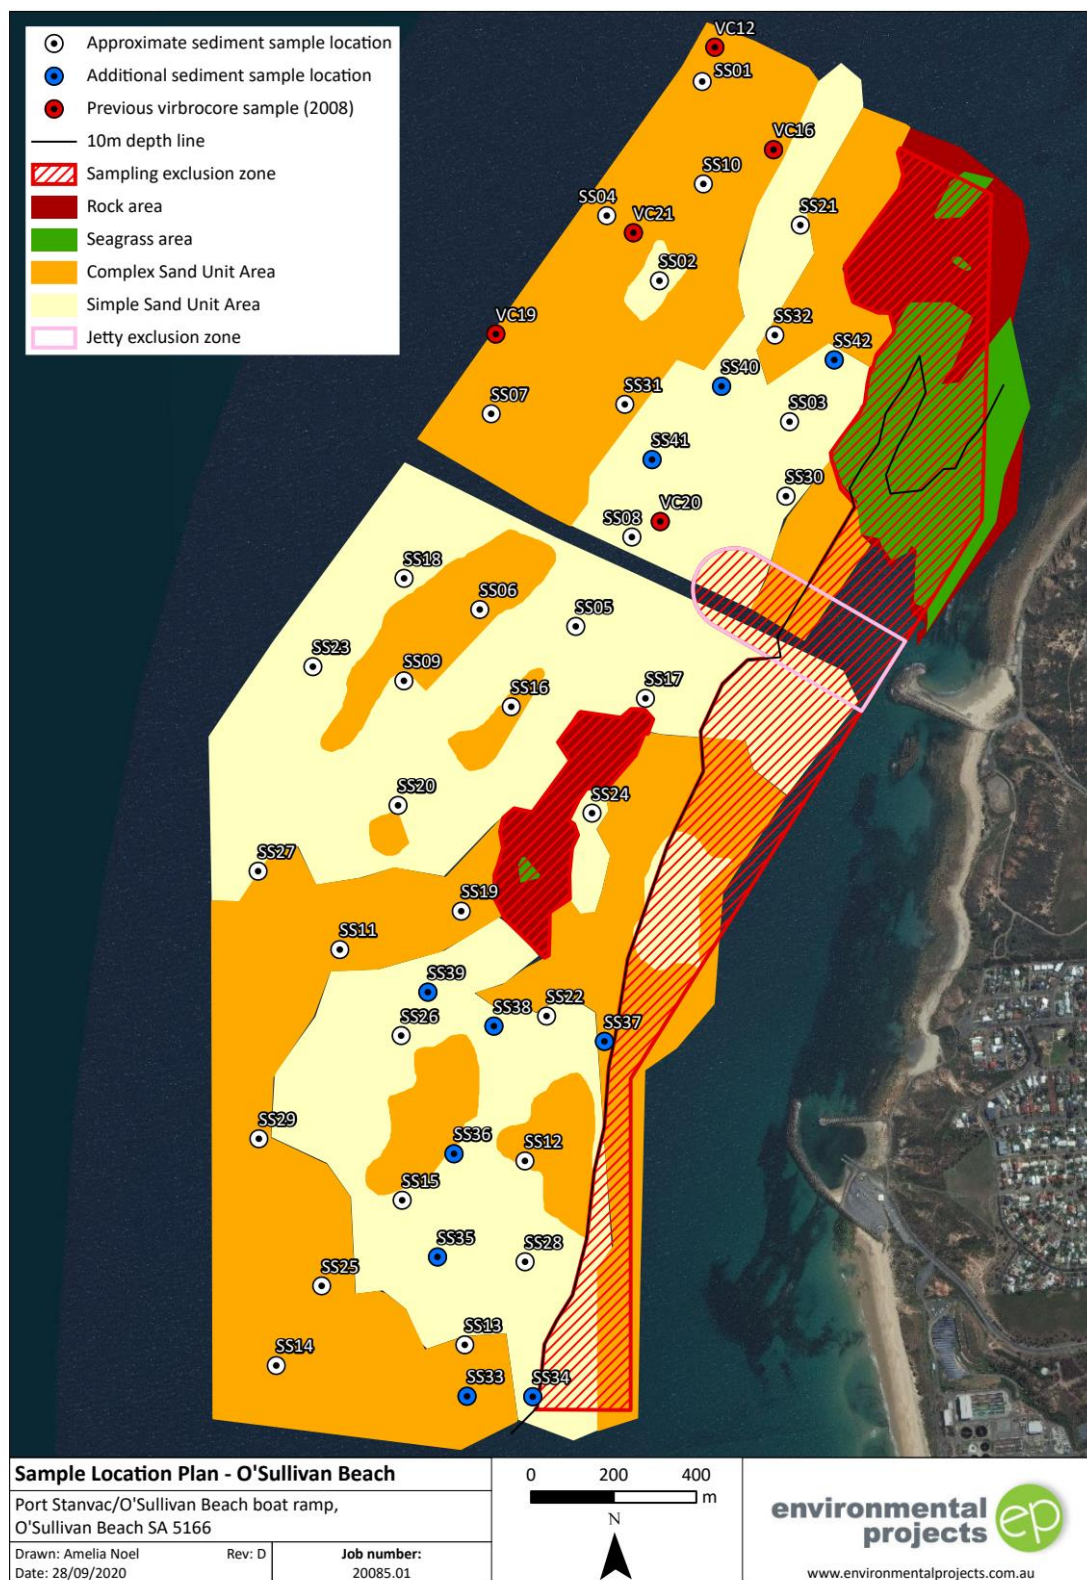 Approximate sediment sample location
Additional sediment sample location
Previous virbrocore sample (2008)
10m depth line
Sampling exclusion zone
Rock area
Seagrass area
Complex Sand Unit Area
Simple Sand Unit Area
Jetty exclusion zone
VC12
SS01
VC16
SS10
SS04
SS21
VC21
SS02
VC19
SS32
SS42
SS40
SS31
SS07
SS03
SS41
SS30
VC20
SS08
SS18
SS06
SS05
SS23
SS09
SS16
SS17
SS20
SS24
SS27
SS19
SS11
SS39
SS38
SS22
SS26
SS37
SS29
SS36
SS12
SS15
SS35
SS28
SS25
SS13
SS14
SS33
SS34
Sample Location Plan - O'Sullivan Beach
Port Stanvac/O'Sullivan Beach boat ramp,
O'Sullivan Beach SA 5166
Drawn: Amelia Noel
Rev: D
Date: 28/09/2020
Job number:
20085.01
0 200 400
m
N
environmental
projects
ep
www.environmentalprojects.com.au